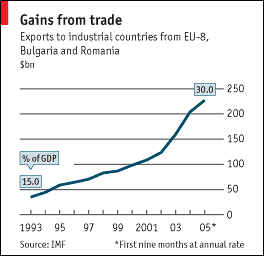 Gains from trade
Exports to industrial countries from EU-8,
Bulgaria and Romania
$bn
30.0
250
200
% of GDP
150
15.0
100
50
0
1993 95 97 99 2001 03 05*
Source: IMF *First nine months at annual rate